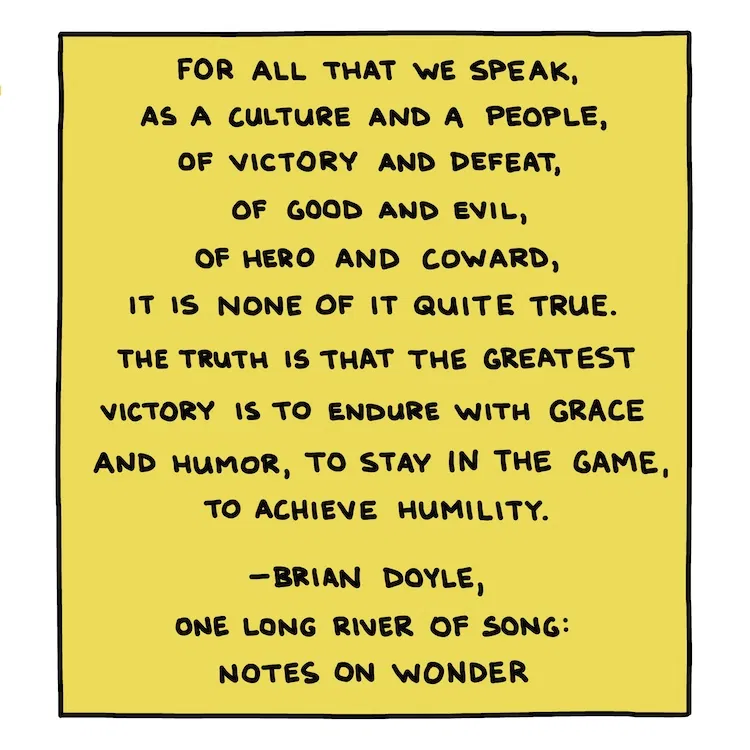 FOR ALL THAT WE SPEAK,
AS A CULTURE AND A PEOPLE,
OF VICTORY AND DEFEAT,
OF GOOD AND EVIL,
OF HERO AND COWARD,
IT IS NONE OF IT QUITE TRUE.
THE TRUTH IS THAT THE GREATEST
VICTORY IS TO ENDURE WITH GRACE
AND HUMOR, TO STAY IN THE GAME,
TO ACHIEVE HUMILITY.
—BRIAN DOYLE,
ONE LONG RIVER OF SONG:
NOTES ON WONDER